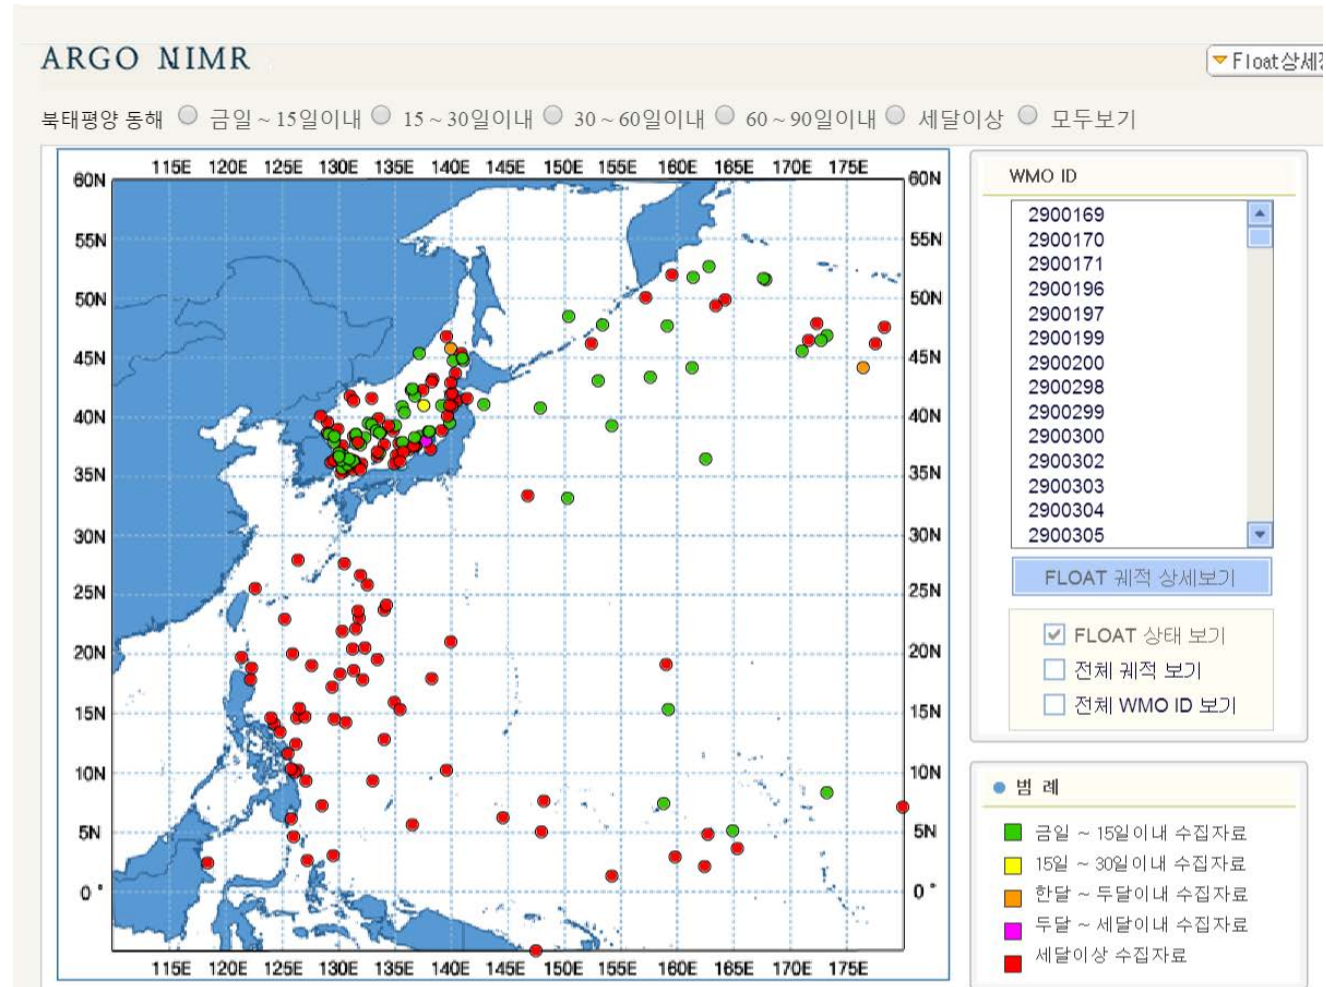 ARGO NIMR
Float상세
북태평양 동해 금일 ~ 15일이내 15 ~ 30일이내 30 ~ 60일이내 60 ~ 90일이내 세달이상 모두보기
115E 120E 125E 130E 135E 140E 145E 150E 155E 160E 165E 170E 175E
60N 60N
55N 55N
50N 50N
45N 45N
40N 40N
35N 35N
30N 30N
25N 25N
20N 20N
15N 15N
10N 10N
5N 5N
0° 0°
115E 120E 125E 130E 135E 140E 145E 150E 155E 160E 165E 170E 175E
WMO ID
2900169
2900170
2900171
2900196
2900197
2900199
2900200
2900298
2900299
2900300
2900302
2900303
2900304
2900305
FLOAT 궤적 상세보기
FLOAT 상태 보기
전체 궤적 보기
전체 WMO ID 보기
범 례
금일 ~ 15일이내 수집자료
15일 ~ 30일이내 수집자료
한달 ~ 두달이내 수집자료
두달 ~ 세달이내 수집자료
세달이상 수집자료